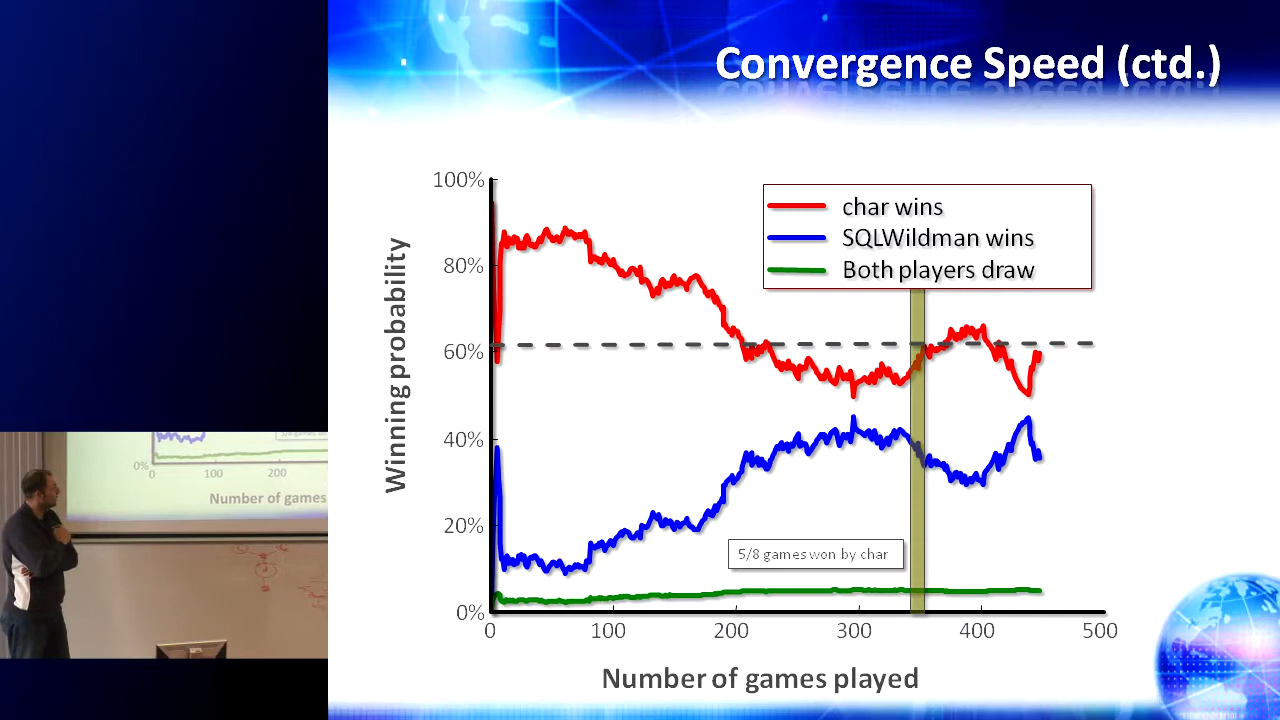 Convergence Speed (ctd.)
100%
80%
60%
40%
20%
0%
Winning probability
char wins
SQLWildman wins
Both players draw
5/8 games won by char
0 100 200 300 400 500
Number of games played
0%
0 100 200
Number of games